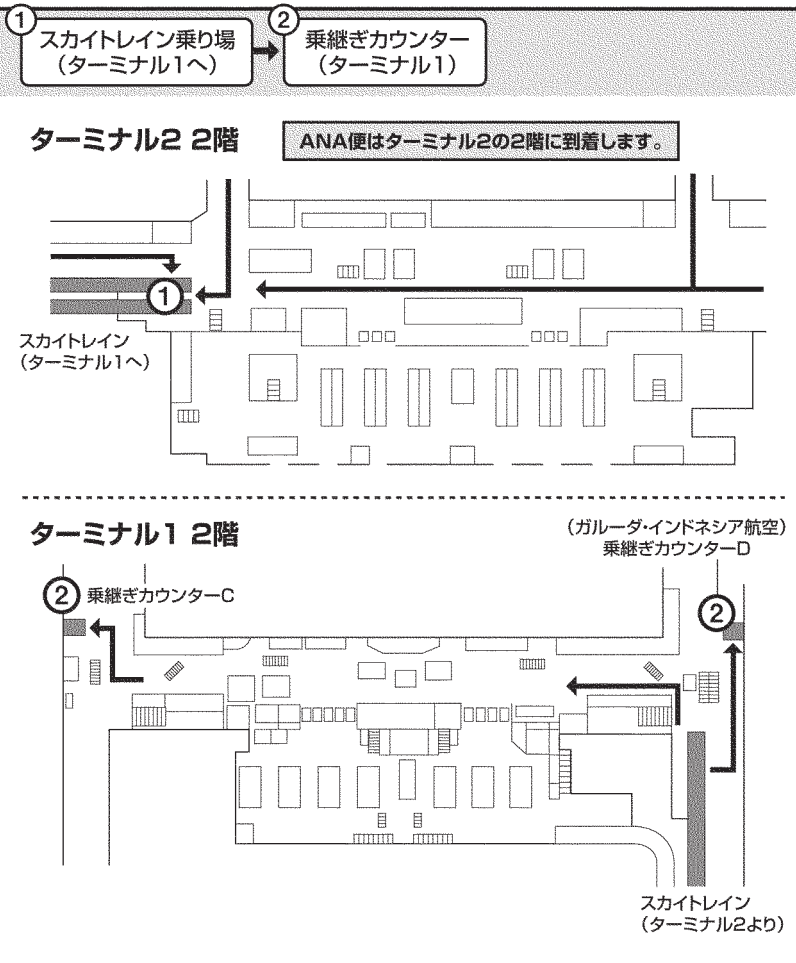 ①
スカイトレイン乗り場
（ターミナル1へ）
②
乗継ぎカウンター
（ターミナル1）
ターミナル2 2階
ANA便はターミナル2の2階に到着します。
①
スカイトレイン
（ターミナル1へ）
ターミナル1 2階
（ガルーダ・インドネシア航空）
乗継ぎカウンターD
②
乗継ぎカウンターC
②
スカイトレイン
（ターミナル2より）